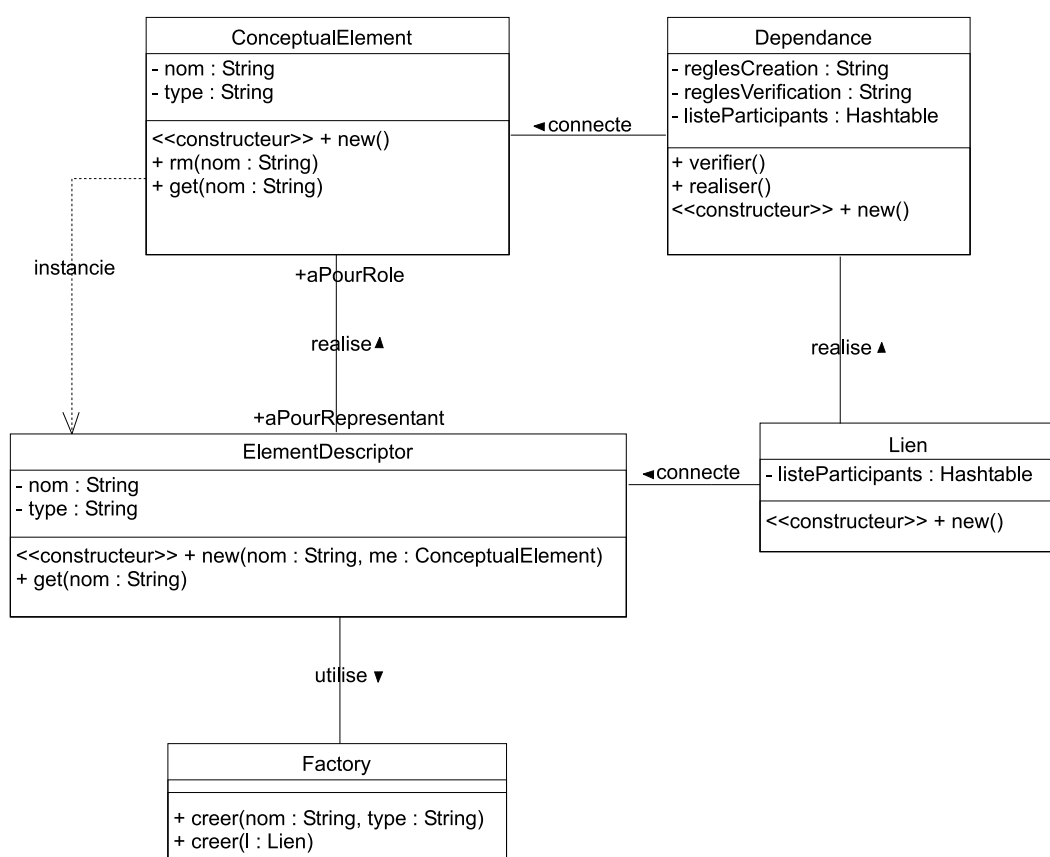 ConceptualElement
- nom : String
- type : String
<<constructeur>> + new()
+ rm(nom : String)
+ get(nom : String)
Dependance
- reglesCreation : String
- reglesVerification : String
- listeParticipants : Hashtable
+ verifier()
+ realiser()
<<constructeur>> + new()
◄connecte
instancie
+aPourRole
realise▲
+aPourRepresentant
realise▲
ElementDescriptor
- nom : String
- type : String
<<constructeur>> + new(nom : String, me : ConceptualElement)
+ get(nom : String)
◄connecte
Lien
- listeParticipants : Hashtable
<<constructeur>> + new()
utilise▼
Factory
+ creer(nom : String, type : String)
+ creer(l : Lien)